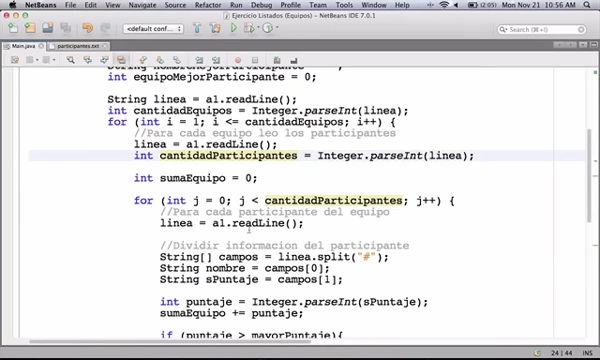 NetBeans File Edit View Navigate Source Refactor Run Debug Profile Team Tools Window (2:05) Mon Nov 21 10:56 AM
Ejercicio Listados (Equipos) - NetBeans IDE 7.0.1
<default conf... Search (⌘+I)
Main.java participantes.txt
int equipoMejorParticipante = 0;
String linea = a1.readLine();
int cantidadEquipos = Integer.parseInt(linea);
for (int i = 1; i <= cantidadEquipos; i++) {
//Para cada equipo leo los participantes
linea = a1.readLine();
int cantidadParticipantes = Integer.parseInt(linea);
int sumaEquipo = 0;
for (int j = 0; j < cantidadParticipantes; j++) {
//Para cada participante del equipo
linea = a1.readLine();
//Dividir informacion del participante
String[] campos = linea.split("#");
String nombre = campos[0];
String sPuntaje = campos[1];
int puntaje = Integer.parseInt(sPuntaje);
sumaEquipo += puntaje;
if (puntaje > mayorPuntaje){
24 | 44 INS